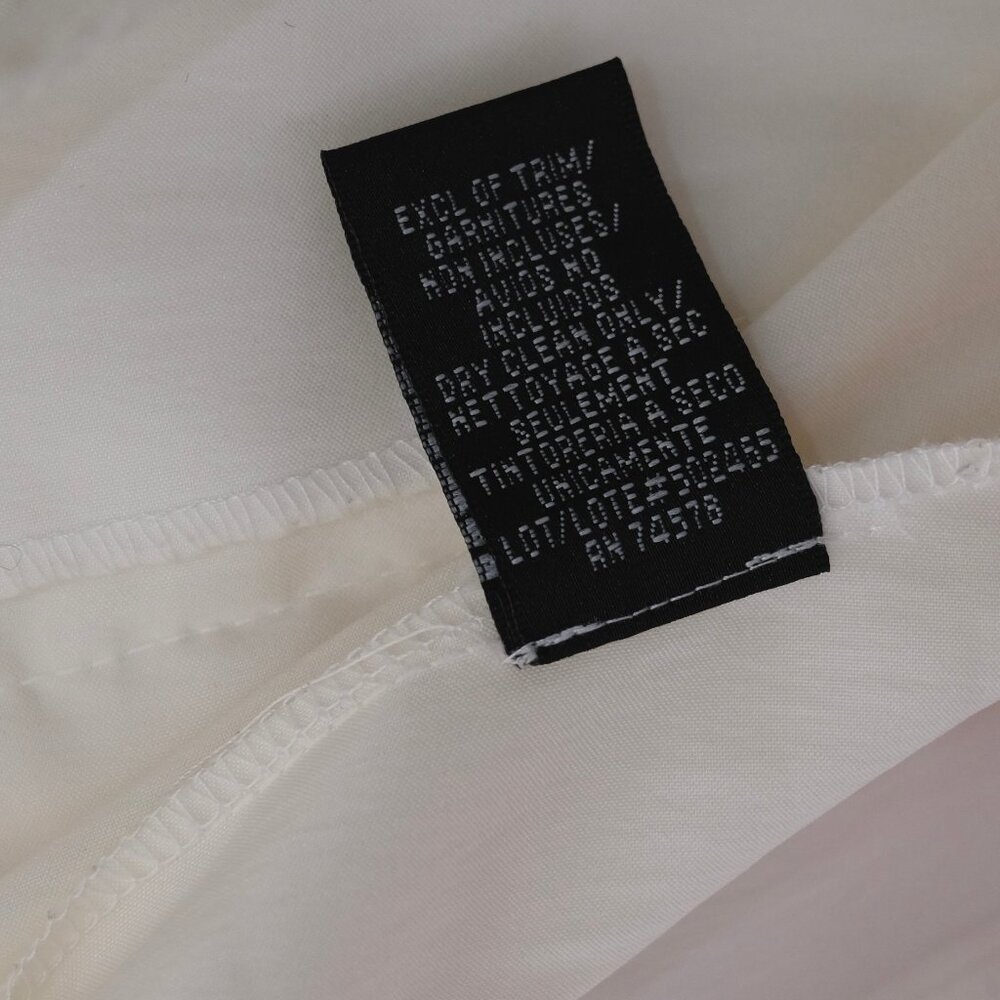 EXCL OF TRIM/
GARNITURES
NON INCLUSES/
AVIOS NO
INCLUIDOS
DRY CLEAN ONLY/
NETTOYAGE A SEC
SEULEMENT
TINTORERIA A SECO
UNICAMENTE
LOT/LOTE#502465
RN 74578